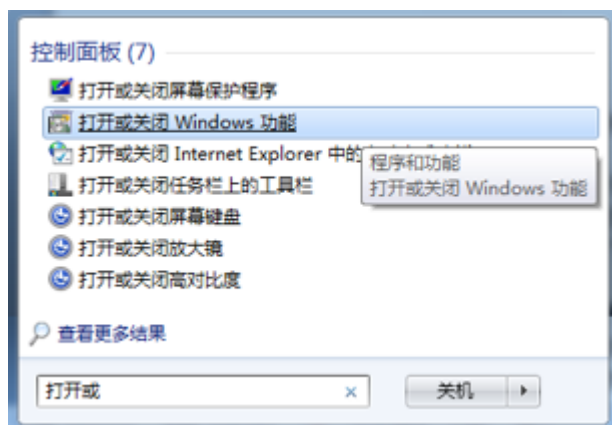 控制面板 (7)
打开或关闭屏幕保护程序
打开或关闭 Windows 功能
打开或关闭 Internet Explorer 中的
程序和功能
打开或关闭 Windows 功能
打开或关闭任务栏上的工具栏
打开或关闭屏幕键盘
打开或关闭放大镜
打开或关闭高对比度
查看更多结果
打开或
关机